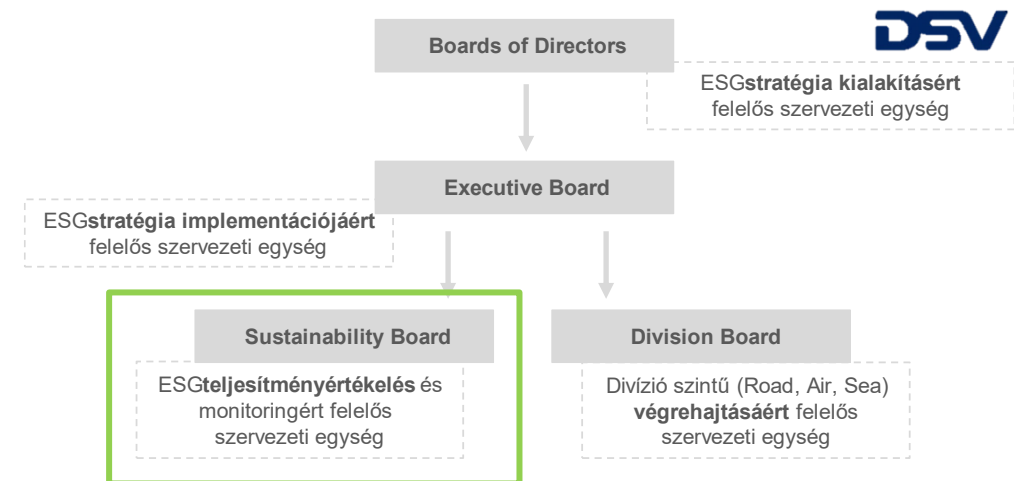 DSV
Boards of Directors
ESGstratégia kialakításért
felelős szervezeti egység
Executive Board
ESGstratégia implementációjáért
felelős szervezeti egység
Sustainability Board
ESGteljesítményértékelés és
monitoringért felelős
szervezeti egység
Division Board
Divízió szintű (Road, Air, Sea)
végrehajtásáért felelős
szervezeti egység